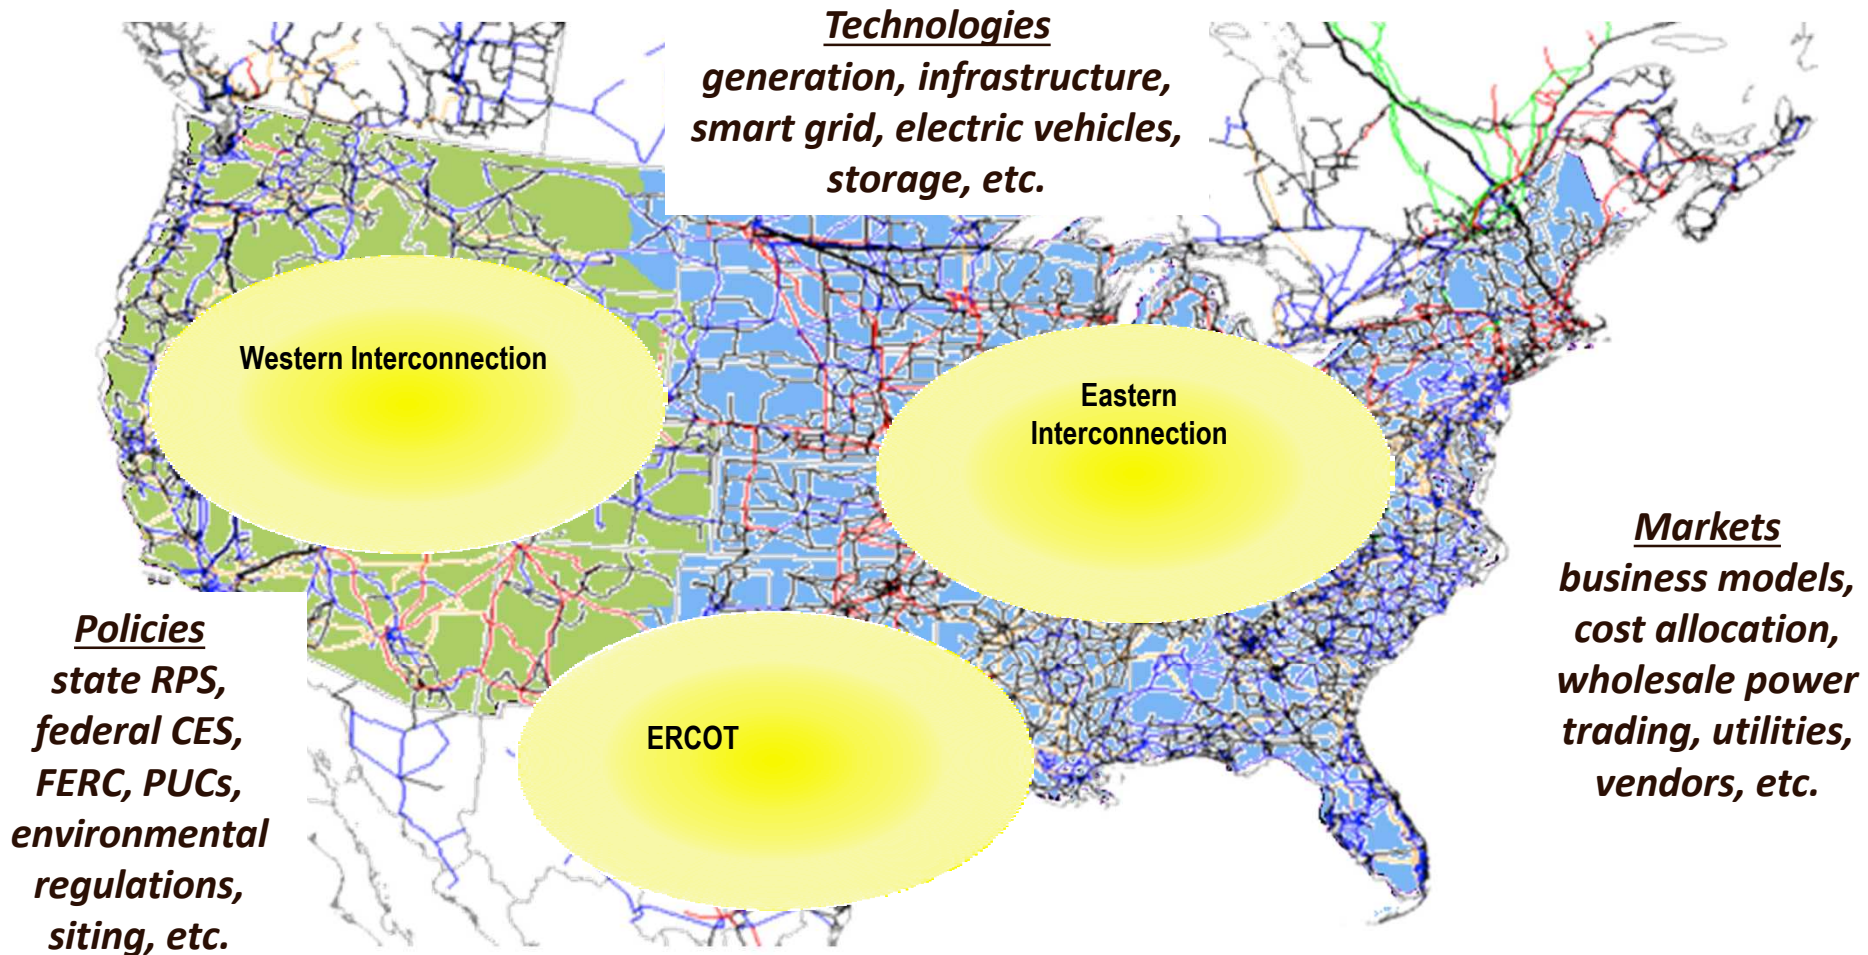 Technologies
generation, infrastructure,
smart grid, electric vehicles,
storage, etc.
Western Interconnection
Eastern
Interconnection
Markets
business models,
cost allocation,
wholesale power
trading, utilities,
vendors, etc.
Policies
state RPS,
federal CES,
FERC, PUCs,
environmental
regulations,
siting, etc.
ERCOT